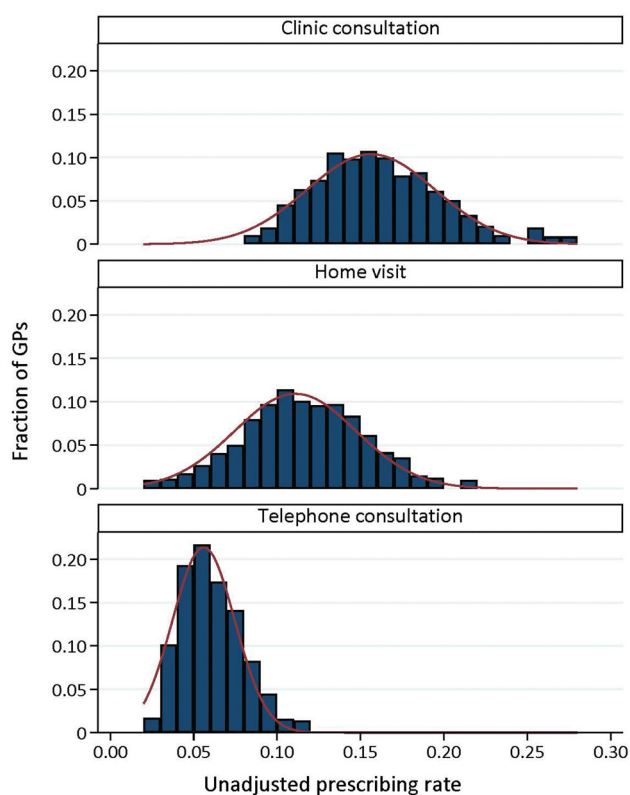 Clinic consultation
0.20
0.15
0.10
0.05
0
Home visit
0.20
0.15
0.10
0.05
0
Fraction of GPs
Telephone consultation
0.20
0.15
0.10
0.05
0
0.00 0.05 0.10 0.15 0.20 0.25 0.30
Unadjusted prescribing rate